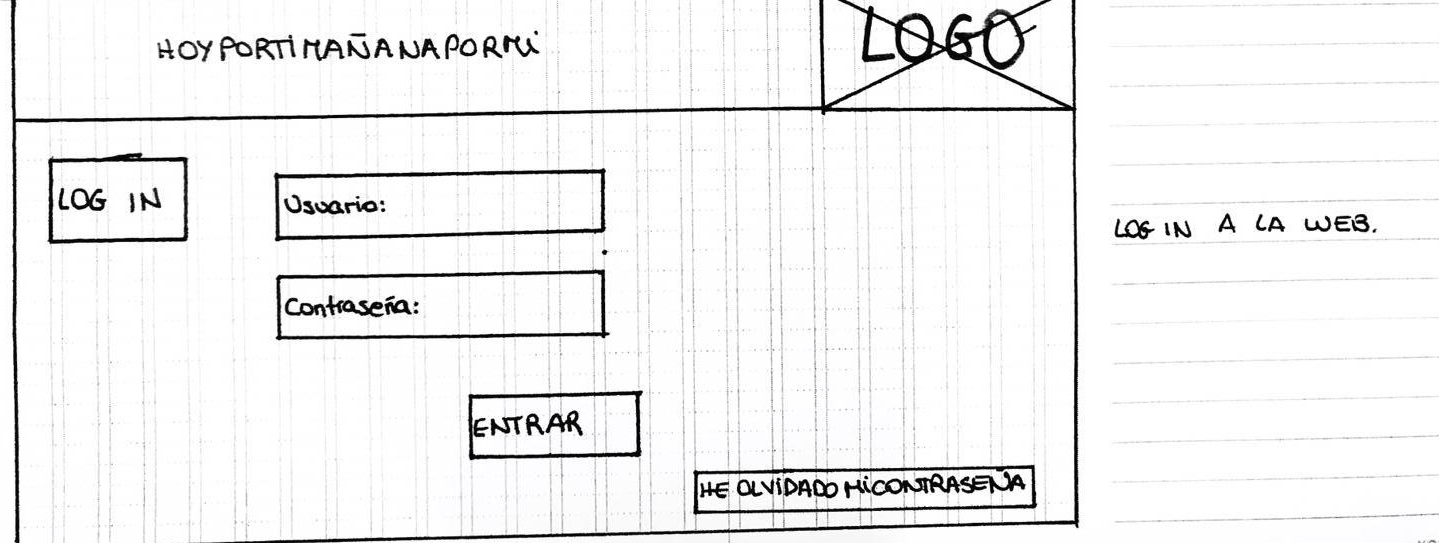 HOYPORTIMAÑANAPORMi
LOGO
LOG IN
Usuario:
LOG IN A LA WEB.
Contraseña:
ENTRAR
HE OLVIDADO MICONTRASEÑA